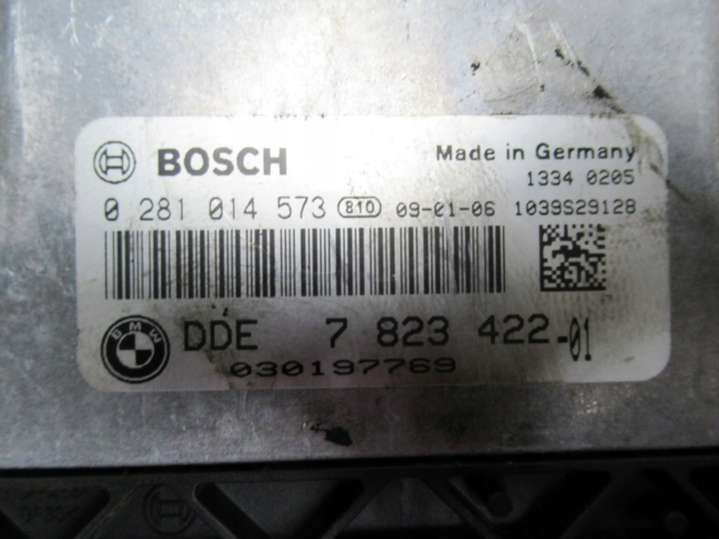 BOSCH Made in Germany
1334 0205
0 281 014 573 810 09-01-06 1039S29128
BMW DDE 7 823 422-01
030197769